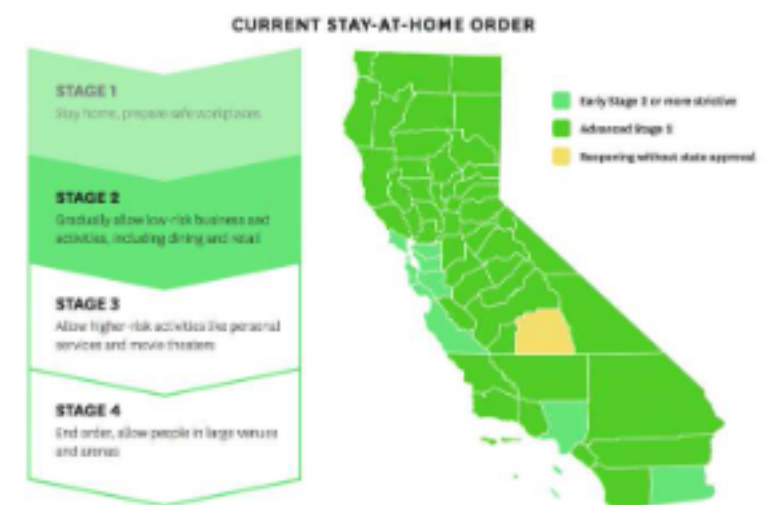 CURRENT STAY-AT-HOME ORDER
STAGE 1
Stay home, prepare safe workplaces
STAGE 2
Gradually allow low-risk business and
activities, including dining and retail
STAGE 3
Allow higher-risk activities like personal
services and movie theaters
STAGE 4
End order, allow people in large venues
and arenas
Early Stage 2 or more strictive
Advanced Stage 2
Reopening without state approval